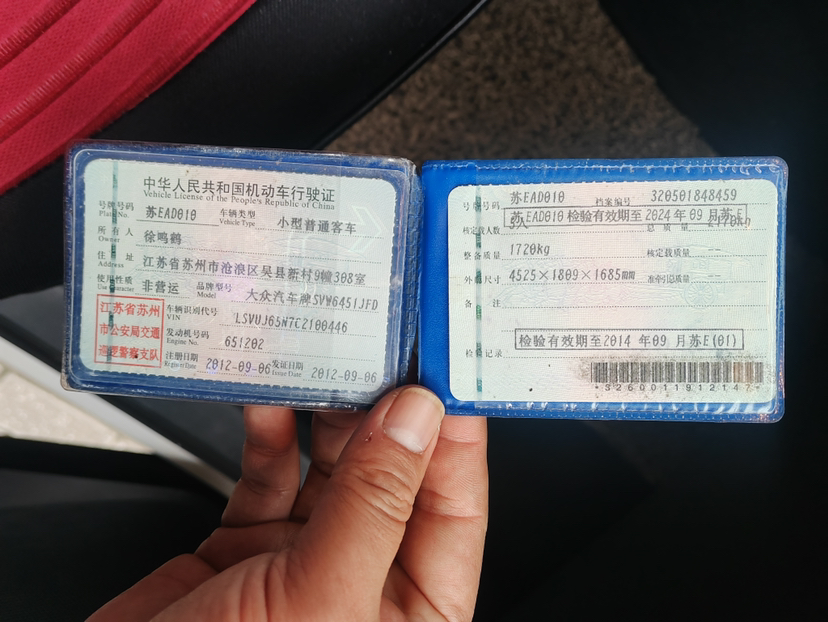 中华人民共和国机动车行驶证
Vehicle License of the People's Republic of China
号牌号码 苏EAD010 车辆类型 小型普通客车
Plate No. Vehicle Type
所有人 徐鸣鹤
Owner
住址 江苏省苏州市沧浪区吴县新村9幢308室
Address
使用性质 非营运 品牌型号 大众汽车牌SVW6451JFD
Use Character Model
江苏省苏州
市公安局交通
巡逻警察支队
车辆识别代号 LSVUJ65N7C2100446
VIN
发动机号码 651202
Engine No.
注册日期 2012-09-06 发证日期 2012-09-06
Register Date Issue Date
号牌号码 苏EAD010 档案编号 320501848459
苏EAD010 检验有效期至2024年09月苏E
核定载人数 5人 总质量
整备质量 1720kg 核定载质量 --
外廓尺寸 4525×1809×1685mm 准牵引总质量 --
备注
检验记录 检验有效期至2014年09月苏E(01)
*3260011912147*